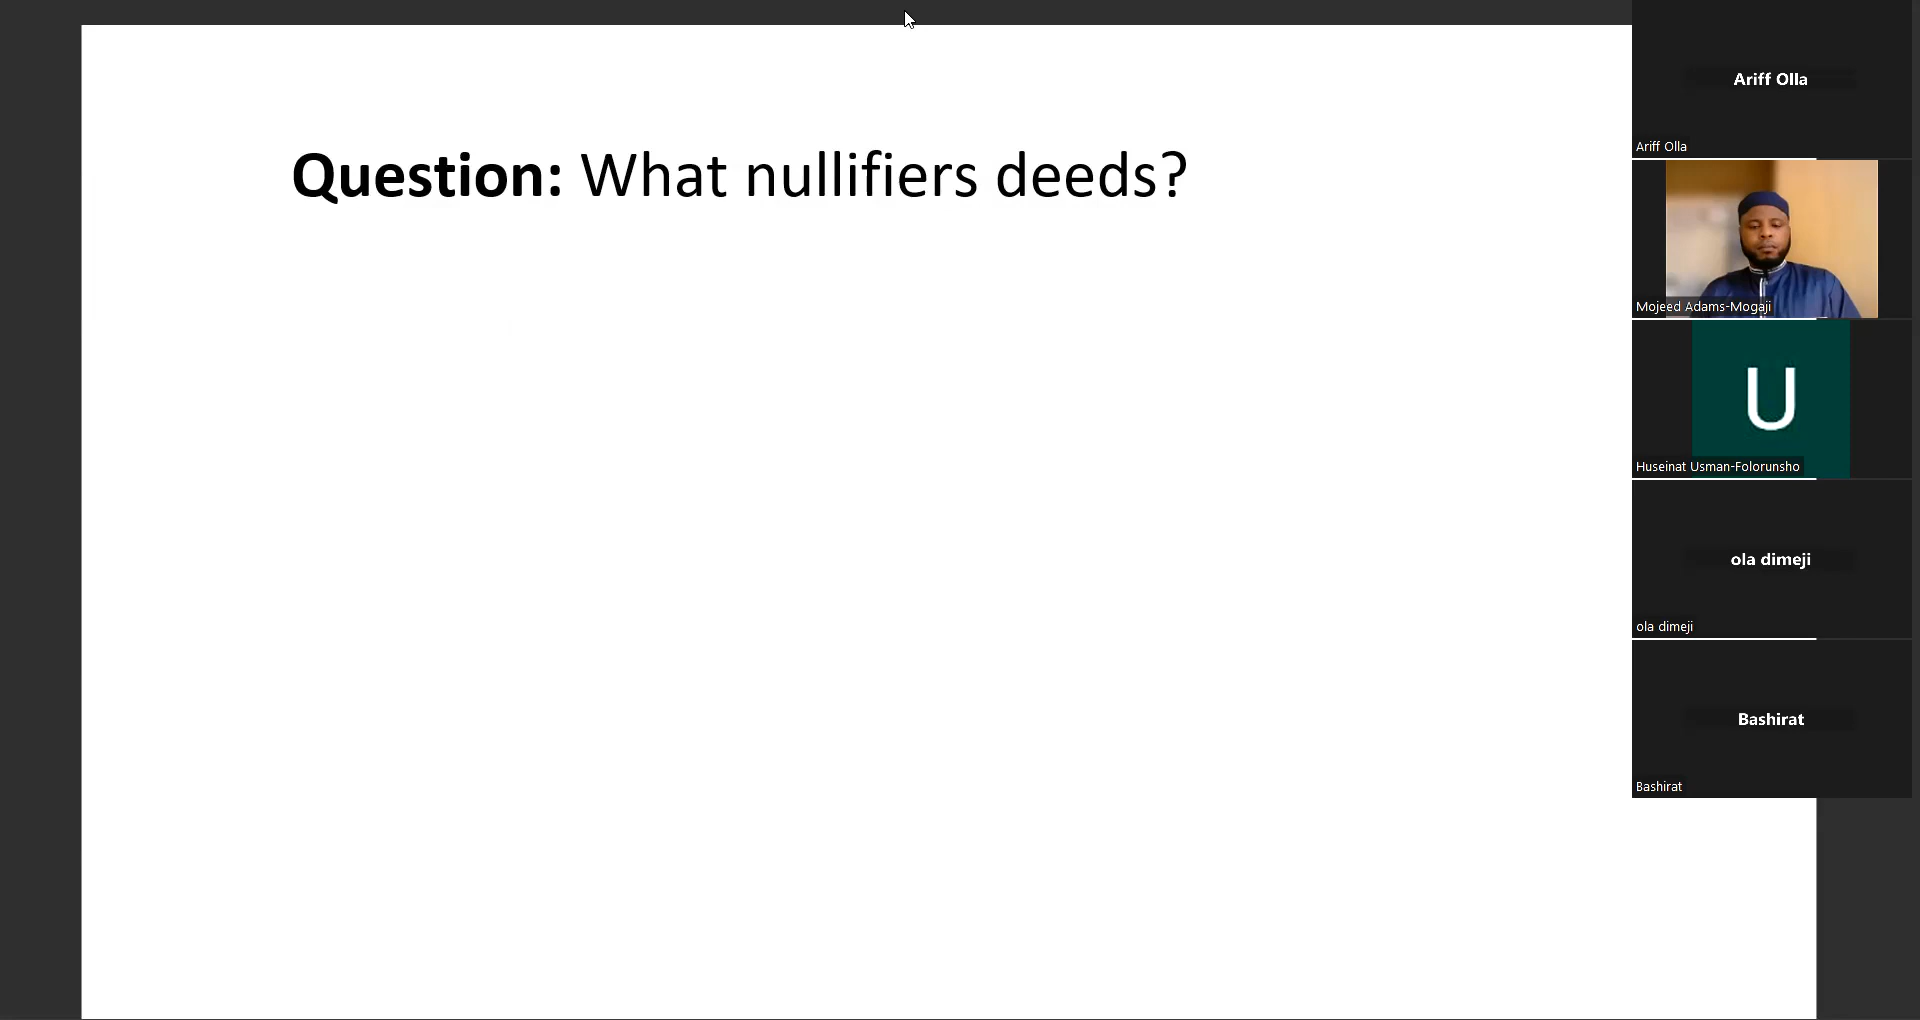 Question: What nullifiers deeds?
Ariff Olla
Ariff Olla
Mojeed Adams-Mogaji
U
Huseinat Usman-Folorunsho
ola dimeji
ola dimeji
Bashirat
Bashirat